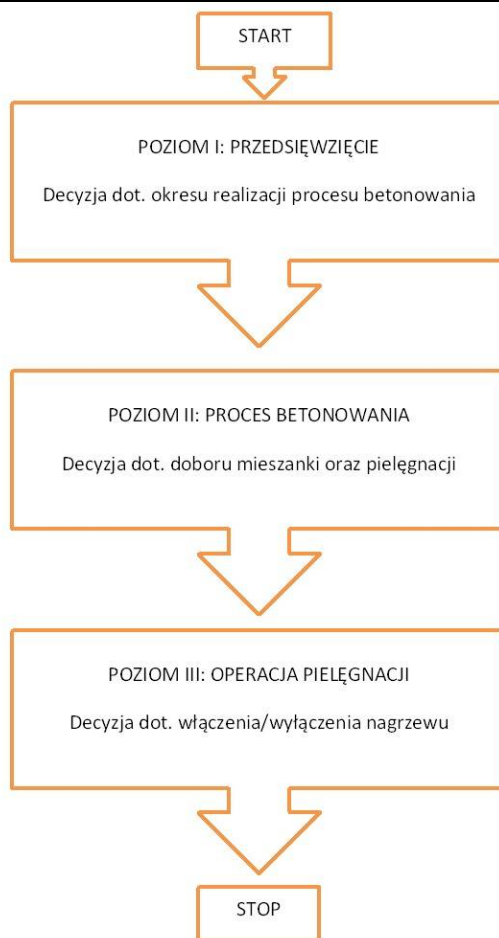 START
POZIOM I: PRZEDSIĘWZIĘCIE
Decyzja dot. okresu realizacji procesu betonowania
POZIOM II: PROCES BETONOWANIA
Decyzja dot. doboru mieszanki oraz pielęgnacji
POZIOM III: OPERACJA PIELĘGNACJI
Decyzja dot. włączenia/wyłączenia nagrzewu
STOP